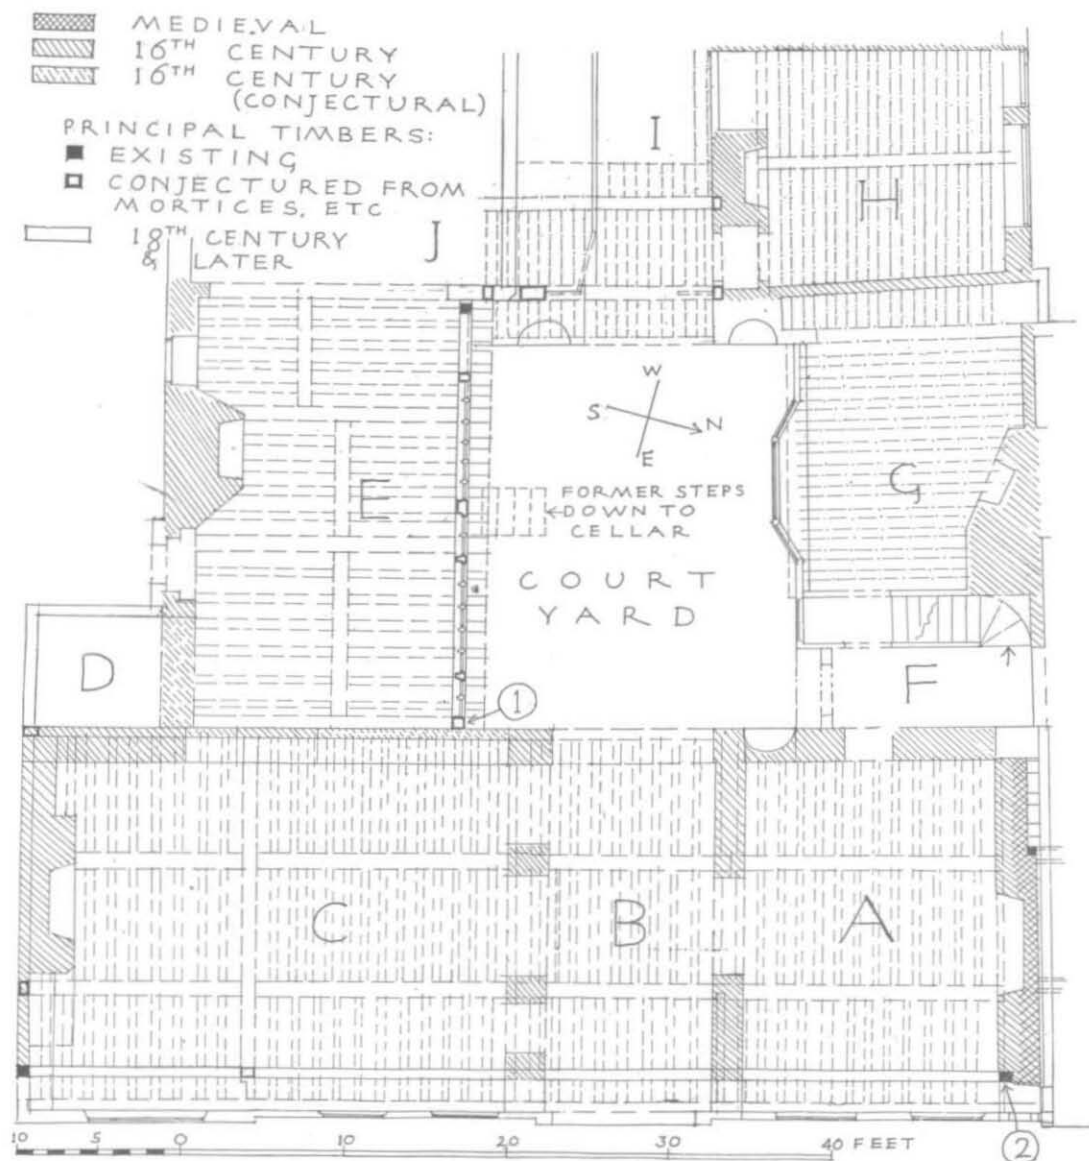 MEDIEVAL
16TH CENTURY
16TH CENTURY
(CONJECTURAL)
PRINCIPAL TIMBERS:
EXISTING
CONJECTURED FROM
MORTICES, ETC
18TH CENTURY
& LATER
I
H
J
W
S
N
E
E
G
FORMER STEPS
DOWN TO
CELLAR
COURT
YARD
D
F
1
C
B
A
10 5 0 10 20 30 40 FEET
2